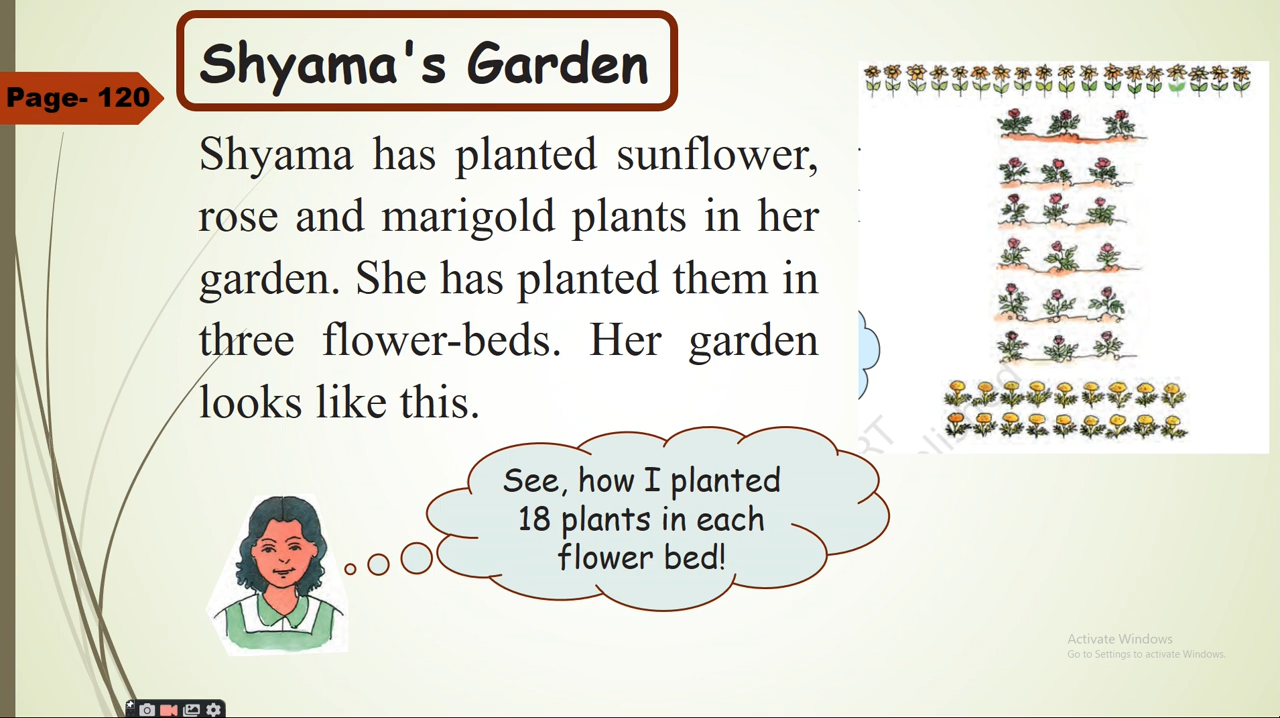 Shyama's Garden
Page- 120
Shyama has planted sunflower,
rose and marigold plants in her
garden. She has planted them in
three flower-beds. Her garden
looks like this.
See, how I planted
18 plants in each
flower bed!
Activate Windows
Go to Settings to activate Windows.